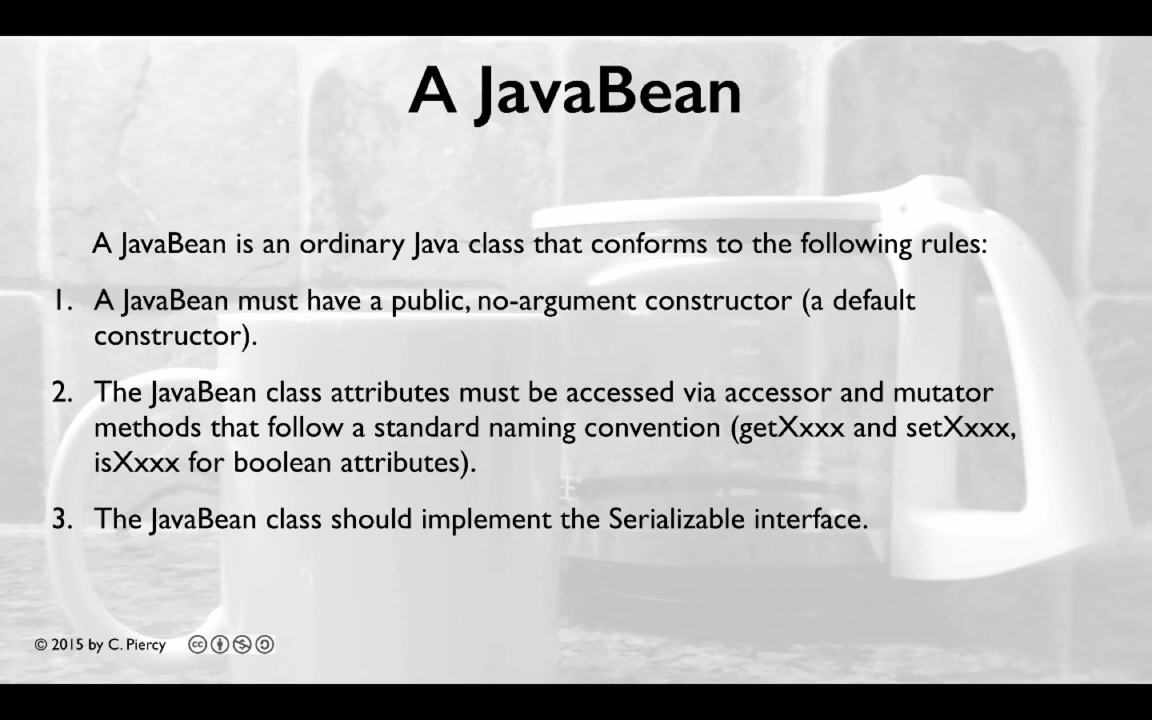 A JavaBean
A JavaBean is an ordinary Java class that conforms to the following rules:
1. A JavaBean must have a public, no-argument constructor (a default
constructor).
2. The JavaBean class attributes must be accessed via accessor and mutator
methods that follow a standard naming convention (getXxxx and setXxxx,
isXxxx for boolean attributes).
3. The JavaBean class should implement the Serializable interface.
© 2015 by C. Piercy cc